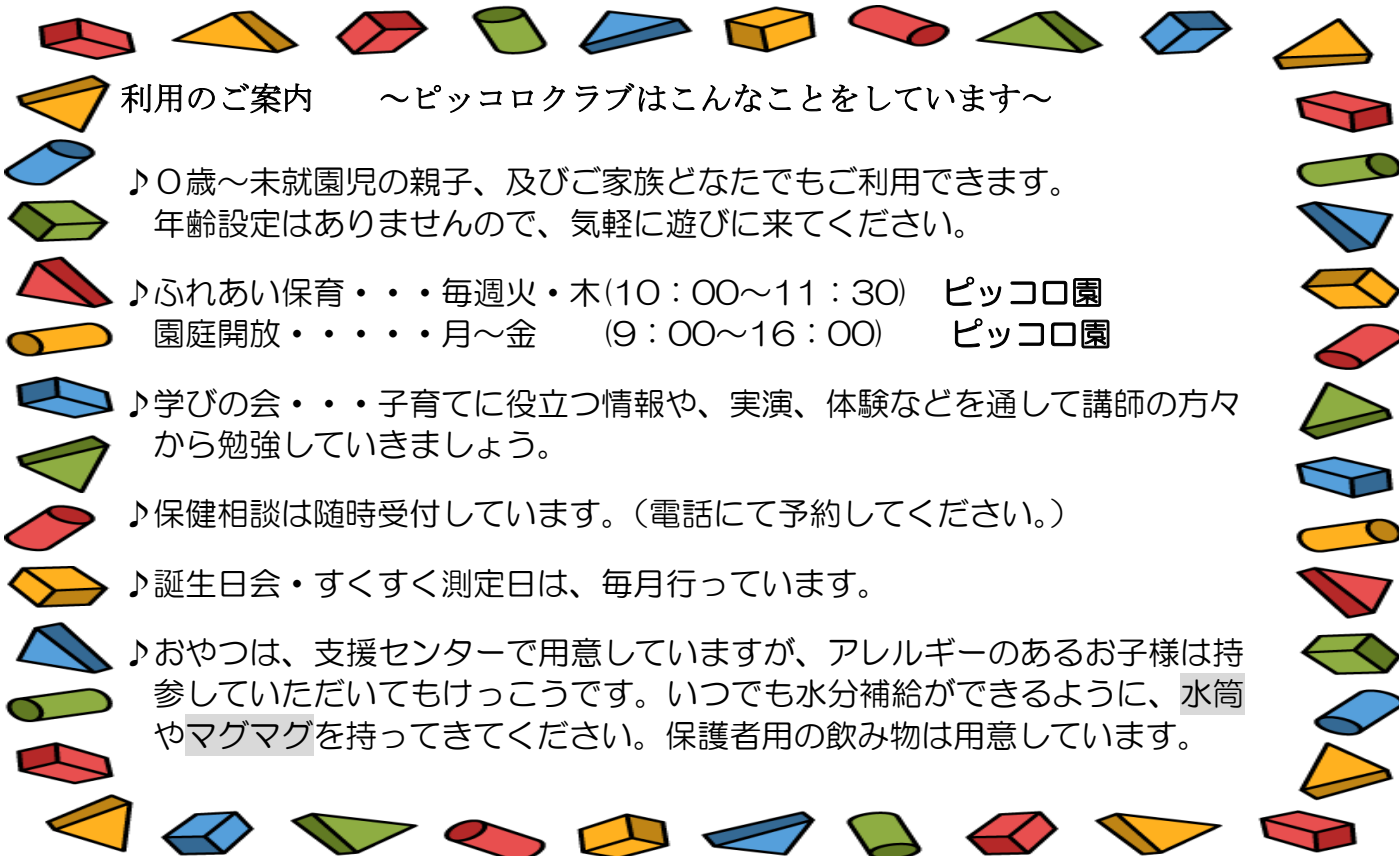 利用のご案内　　～ピッコロクラブはこんなことをしています～
♪０歳～未就園児の親子、及びご家族どなたでもご利用できます。
年齢設定はありませんので、気軽に遊びに来てください。
♪ふれあい保育・・・毎週火・木(10：00～11：30)　ピッコロ園
園庭開放・・・・・月～金　　(9：00～16：00)　　ピッコロ園
♪学びの会・・・子育てに役立つ情報や、実演、体験などを通して講師の方々
から勉強していきましょう。
♪保健相談は随時受付しています。（電話にて予約してください。）
♪誕生日会・すくすく測定日は、毎月行っています。
♪おやつは、支援センターで用意していますが、アレルギーのあるお子様は持
参していただいてもけっこうです。いつでも水分補給ができるように、水筒
やマグマグを持ってきてください。保護者用の飲み物は用意しています。